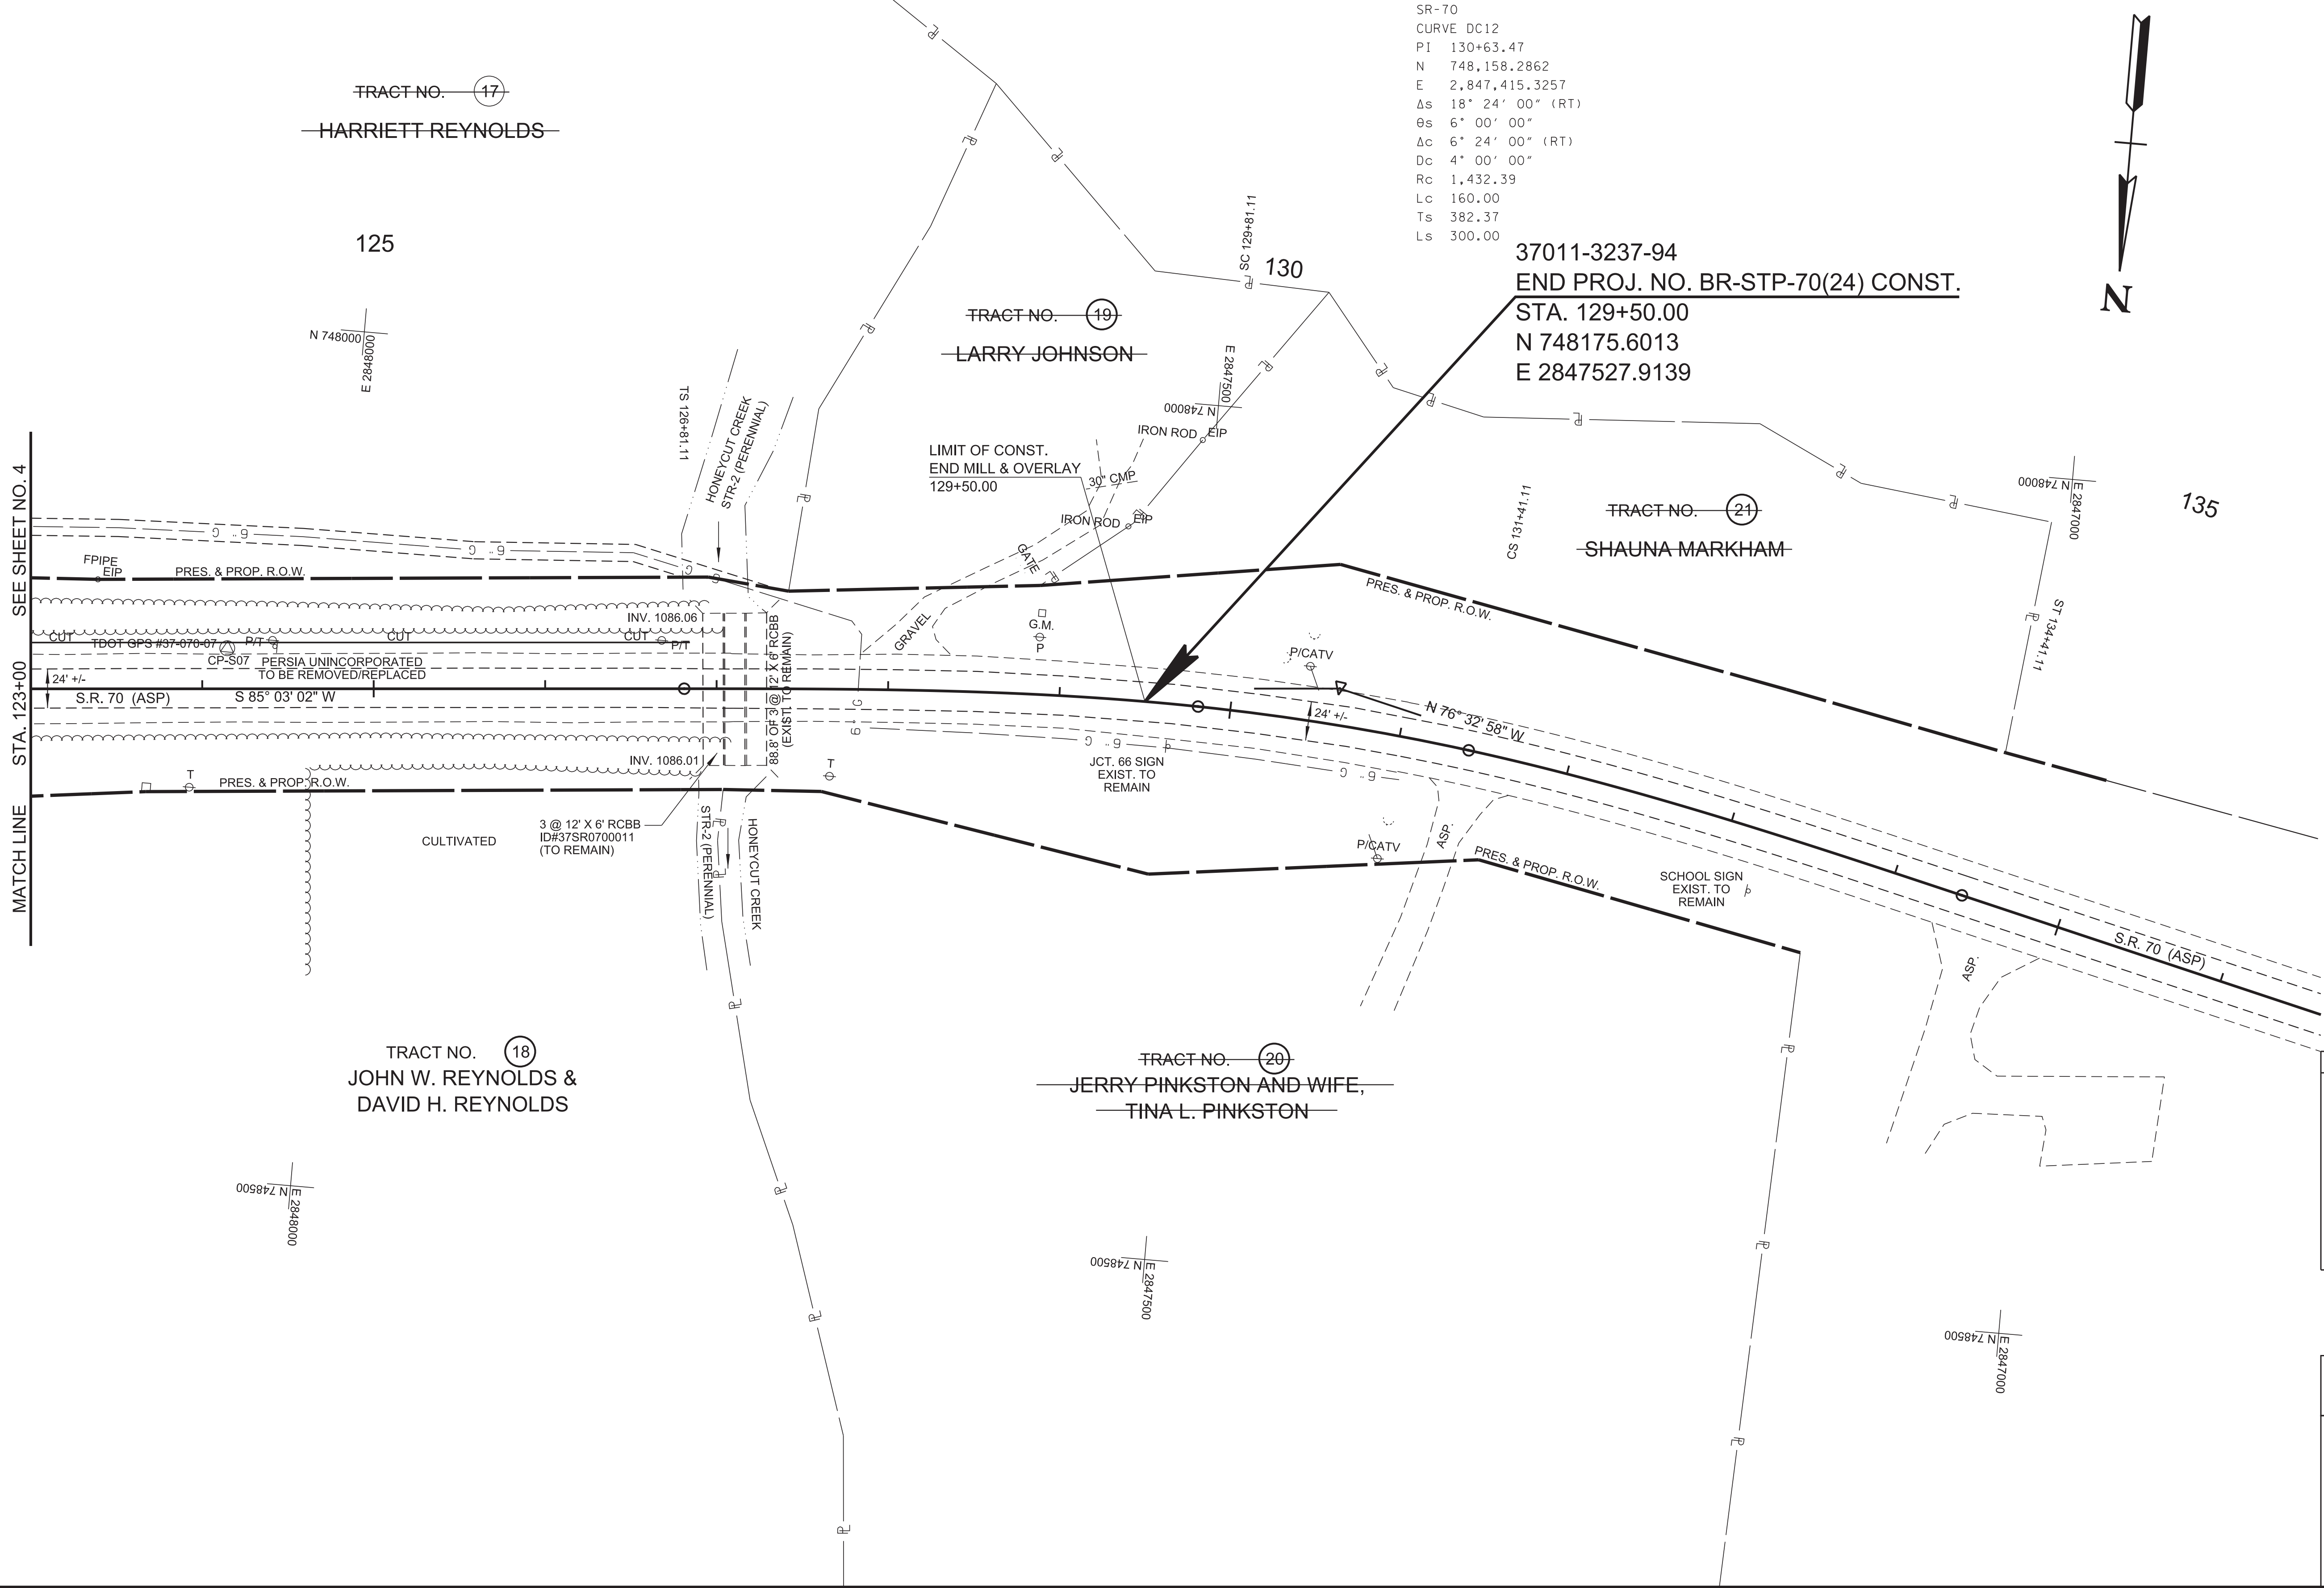 SR-70
CURVE DC12
PI 130+63.47
N 748,158.2862
E 2,847,415.3257
Δs 18° 24' 00" (RT)
θs 6° 00' 00"
Δc 6° 24' 00" (RT)
Dc 4° 00' 00"
Rc 1,432.39
Lc 160.00
Ts 382.37
Ls 300.00
37011-3237-94
END PROJ. NO. BR-STP-70(24) CONST.
STA. 129+50.00
N 748175.6013
E 2847527.9139
N
TRACT NO. 17
HARRIETT REYNOLDS
125
N 748000
E 2848000
TRACT NO. 19
LARRY JOHNSON
SC 129+81.11
130
E 2847500
N 748000
IRON ROD EIP
30" CMP
IRON ROD EIP
LIMIT OF CONST.
END MILL & OVERLAY
129+50.00
TS 126+81.11
HONEYCUT CREEK
STR-2 (PERENNIAL)
CS 131+41.11
TRACT NO. 21
SHAUNA MARKHAM
N 748000
E 2847000
135
ST 134+41.11
MATCH LINE STA. 123+00 SEE SHEET NO. 4
6" G
6" G
FPIPE
EIP
PRES. & PROP. R.O.W.
GATE
GRAVEL
G.M.
P
PRES. & PROP. R.O.W.
INV. 1086.06
CUT
CUT
CUT
TDOT GPS #37-070-07
P/T
P/T
CP-S07
PERSIA UNINCORPORATED
TO BE REMOVED/REPLACED
24' +/-
S.R. 70 (ASP)
S 85° 03' 02" W
88.8' OF 3 @ 12' X 6' RCBB
(EXIST. TO REMAIN)
P/CATV
N 76° 32' 58" W
24' +/-
6" G
6" G
6" G
JCT. 66 SIGN
EXIST. TO
REMAIN
INV. 1086.01
T
T
PRES. & PROP. R.O.W.
CULTIVATED
3 @ 12' X 6' RCBB
ID#37SR0700011
(TO REMAIN)
STR-2 (PERENNIAL)
HONEYCUT CREEK
P/CATV
ASP.
PRES. & PROP. R.O.W.
SCHOOL SIGN
EXIST. TO
REMAIN
ASP.
S.R. 70 (ASP)
TRACT NO. 18
JOHN W. REYNOLDS &
DAVID H. REYNOLDS
TRACT NO. 20
JERRY PINKSTON AND WIFE,
TINA L. PINKSTON
N 748500
E 2848000
N 748500
E 2847500
N 748500
E 2847000